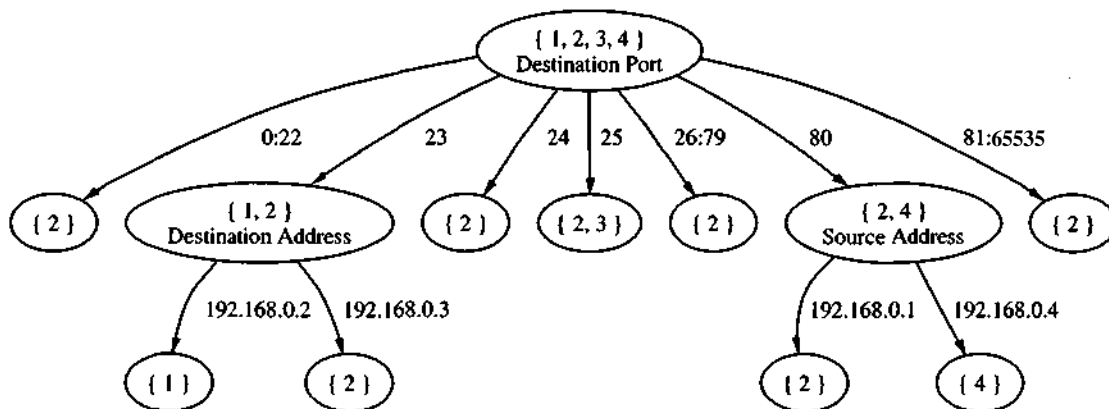 { 1, 2, 3, 4 }
Destination Port
0:22
23
24
25
26:79
80
81:65535
{ 2 }
{ 1, 2 }
Destination Address
{ 2 }
{ 2, 3 }
{ 2 }
{ 2, 4 }
Source Address
{ 2 }
192.168.0.2
192.168.0.3
192.168.0.1
192.168.0.4
{ 1 }
{ 2 }
{ 2 }
{ 4 }